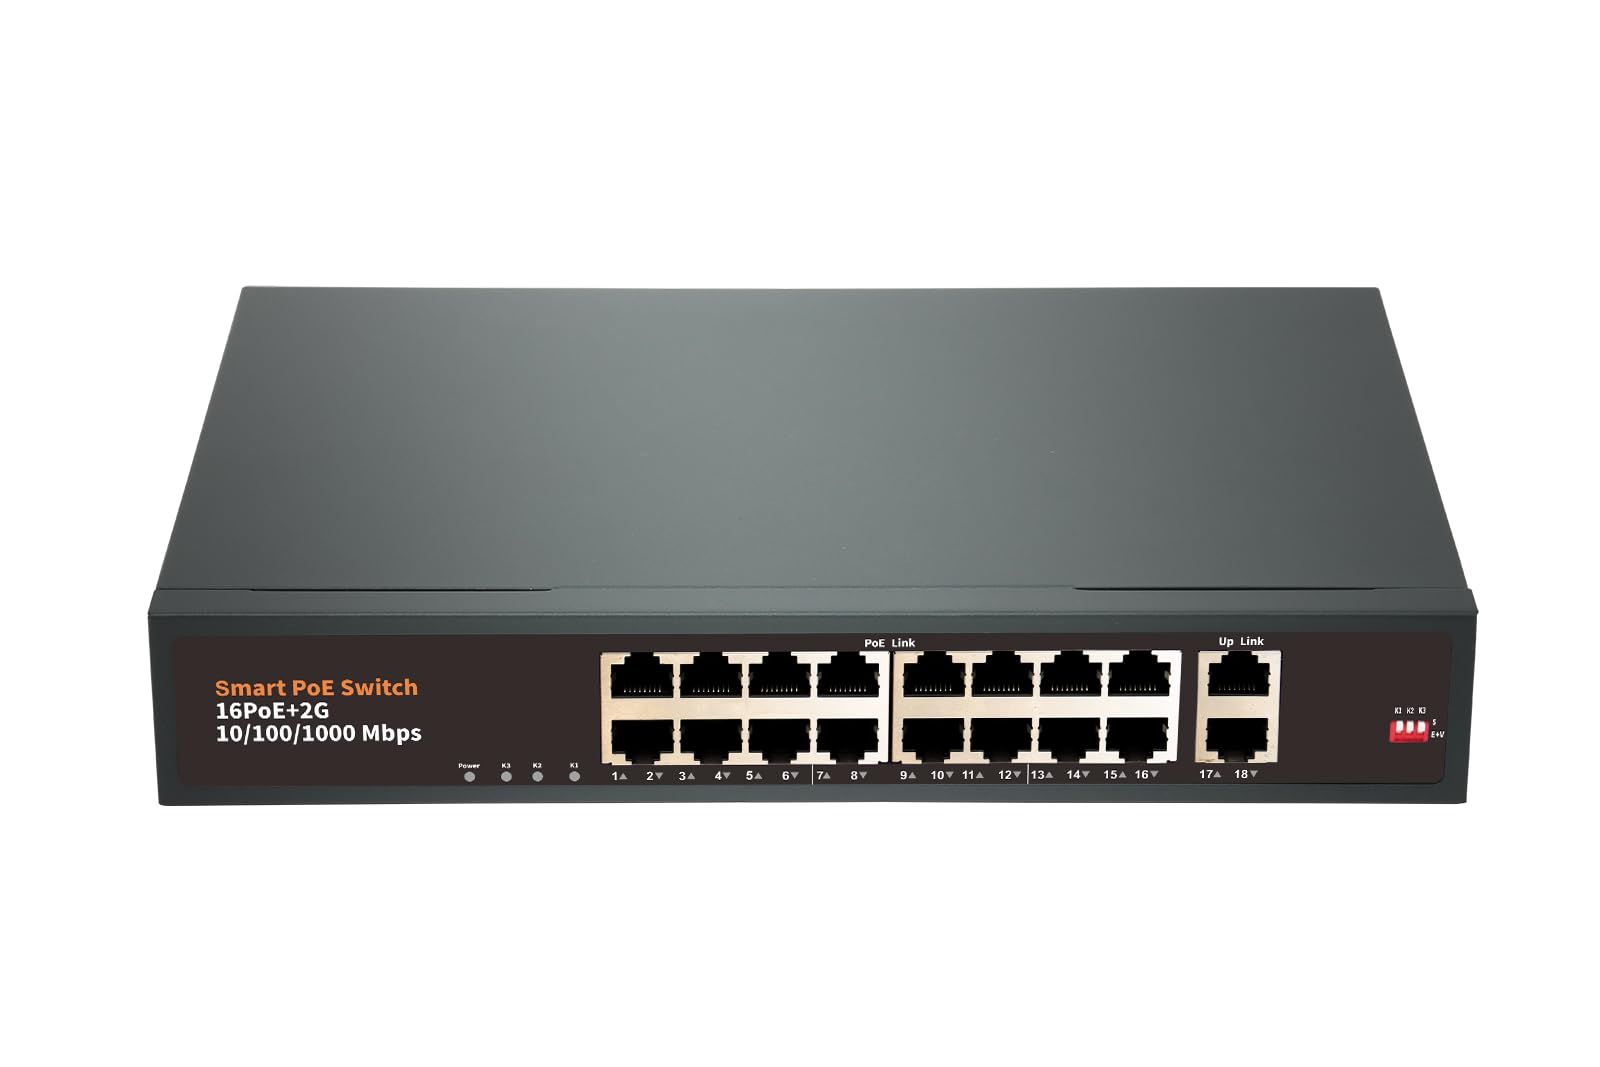 Smart PoE Switch
16PoE+2G
10/100/1000 Mbps
Power K3 K2 K1
PoE Link
1▲ 2▼ 3▲ 4▼ 5▲ 6▼ 7▲ 8▼ 9▲ 10▼ 11▲ 12▼ 13▲ 14▼ 15▲ 16▼
Up Link
17▲ 18▼
K1 K2 K3
S
E+V